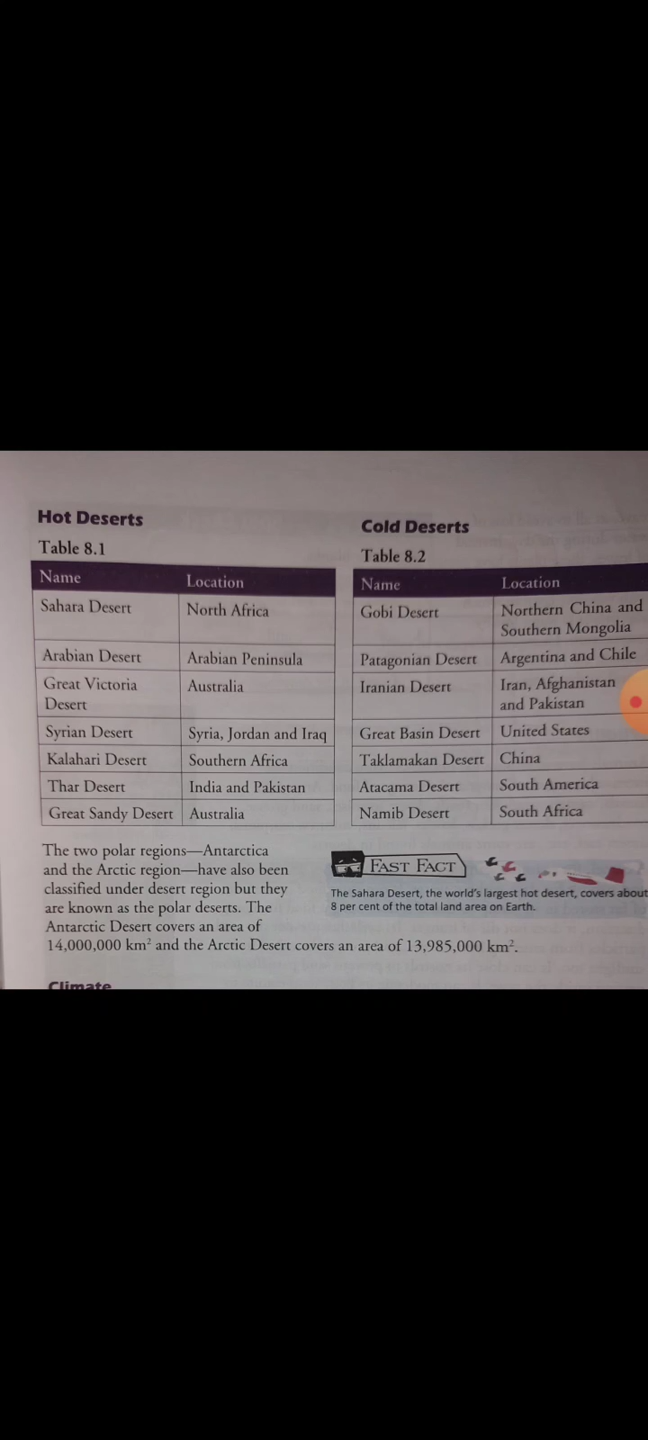 Hot Deserts
Table 8.1
Name Location
Sahara Desert North Africa
Arabian Desert Arabian Peninsula
Great Victoria Australia
Desert
Syrian Desert Syria, Jordan and Iraq
Kalahari Desert Southern Africa
Thar Desert India and Pakistan
Great Sandy Desert Australia
Cold Deserts
Table 8.2
Name Location
Gobi Desert Northern China and
Southern Mongolia
Patagonian Desert Argentina and Chile
Iranian Desert Iran, Afghanistan
and Pakistan
Great Basin Desert United States
Taklamakan Desert China
Atacama Desert South America
Namib Desert South Africa
The two polar regions—Antarctica
and the Arctic region—have also been
classified under desert region but they
are known as the polar deserts. The
Antarctic Desert covers an area of
14,000,000 km² and the Arctic Desert covers an area of 13,985,000 km².
FAST FACT
The Sahara Desert, the world's largest hot desert, covers about
8 per cent of the total land area on Earth.
Climate